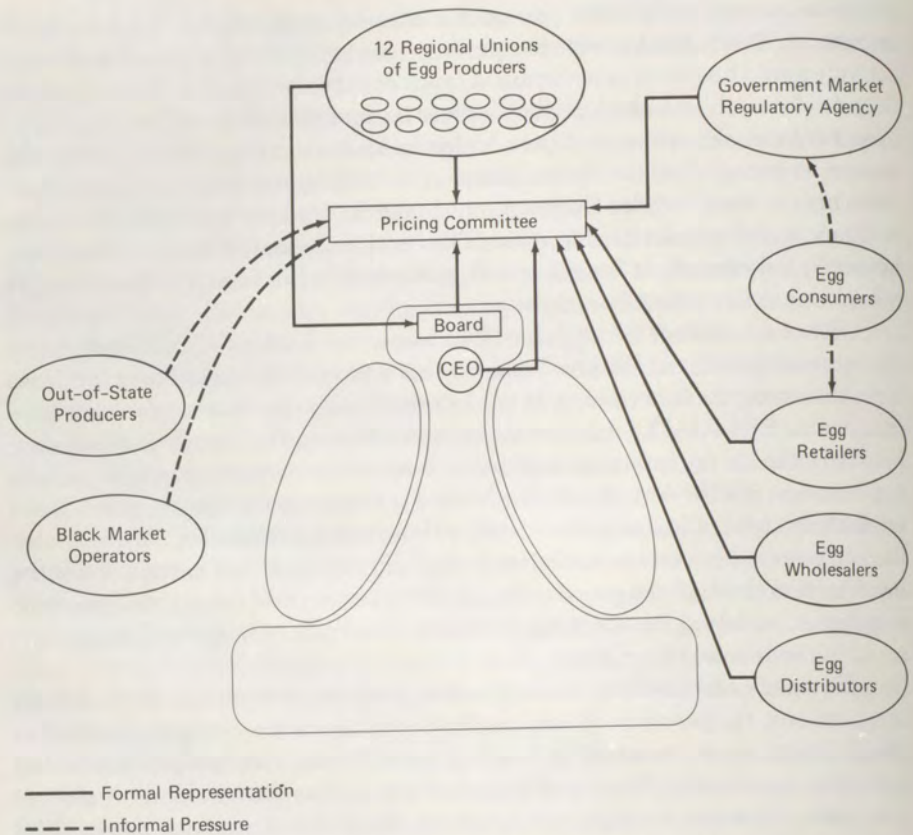 12 Regional Unions
of Egg Producers
Government Market
Regulatory Agency
Pricing Committee
Egg
Consumers
Board
CEO
Out-of-State
Producers
Egg
Retailers
Black Market
Operators
Egg
Wholesalers
Egg
Distributors
Formal Representation
Informal Pressure